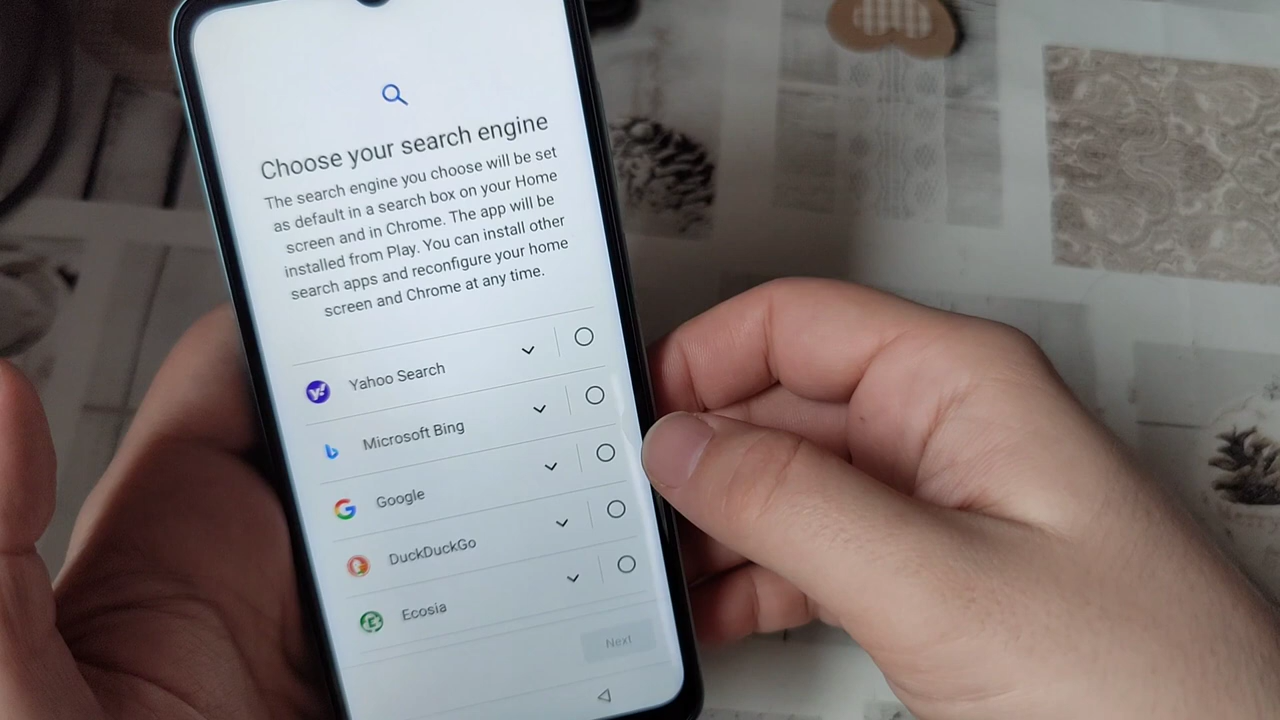 Choose your search engine
The search engine you choose will be set
as default in a search box on your Home
screen and in Chrome. The app will be
installed from Play. You can install other
search apps and reconfigure your home
screen and Chrome at any time.
Yahoo Search
Microsoft Bing
Google
DuckDuckGo
Ecosia
Next